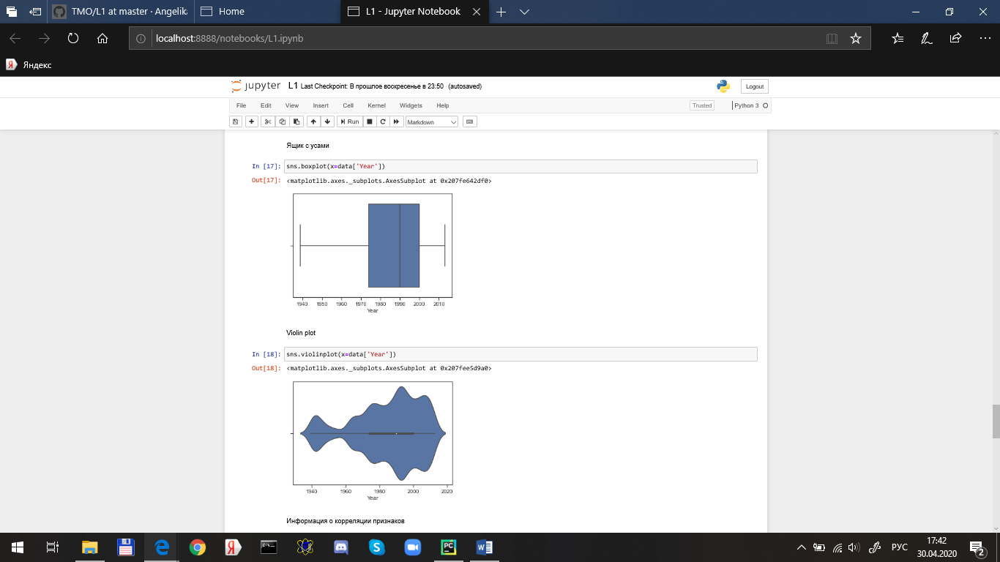 TMO/L1 at master · Angelik
Home
L1 - Jupyter Notebook
localhost:8888/notebooks/L1.ipynb
Яндекс
jupyter L1 Last Checkpoint: В прошлое воскресенье в 23:50 (autosaved)
Logout
File Edit View Insert Cell Kernel Widgets Help
Trusted
Python 3
Run
Markdown
Ящик с усами
In [17]: sns.boxplot(x=data['Year'])
Out[17]: <matplotlib.axes._subplots.AxesSubplot at 0x207fe642df0>
1940 1950 1960 1970 1980 1990 2000 2010
Year
Violin plot
In [18]: sns.violinplot(x=data['Year'])
Out[18]: <matplotlib.axes._subplots.AxesSubplot at 0x207fee5d9a0>
1940 1960 1980 2000 2020
Year
Информация о корреляции признаков
РУС
17:42
30.04.2020
2